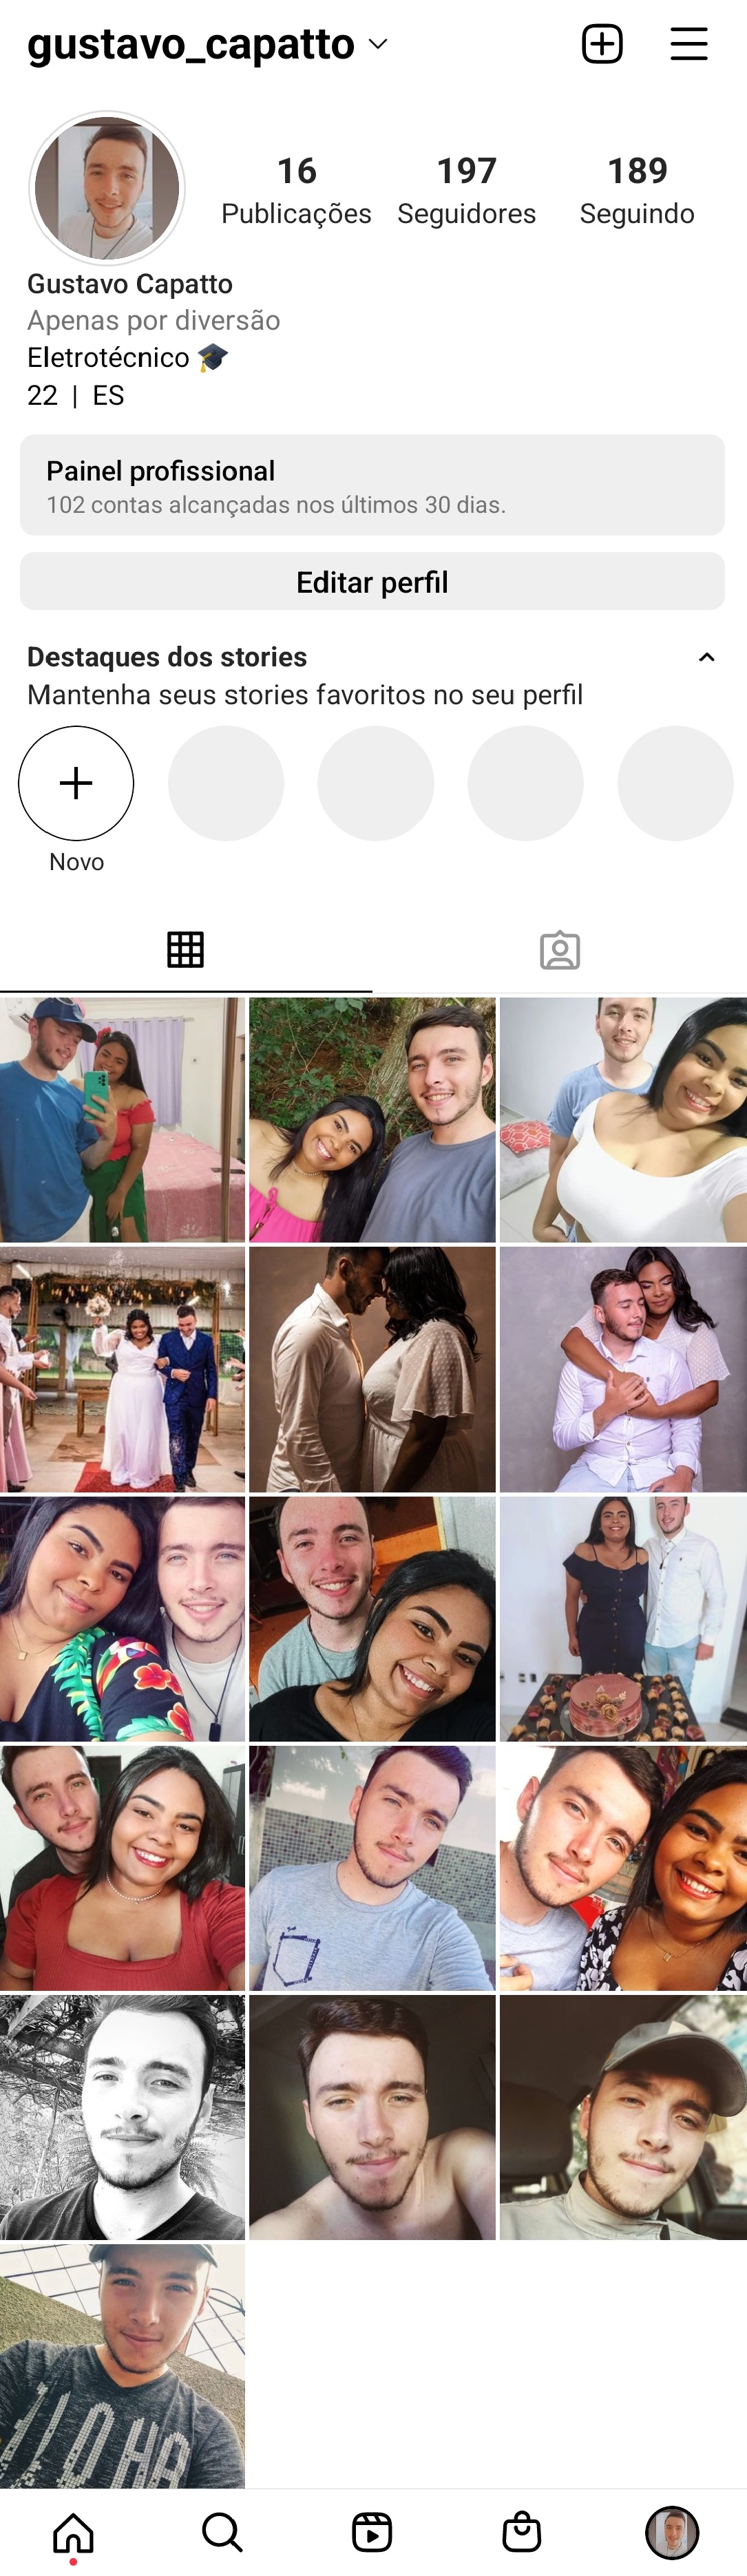 gustavo_capatto
16 197 189
Publicações Seguidores Seguindo
Gustavo Capatto
Apenas por diversão
Eletrotécnico 🎓
22 | ES
Painel profissional
102 contas alcançadas nos últimos 30 dias.
Editar perfil
Destaques dos stories
Mantenha seus stories favoritos no seu perfil
Novo